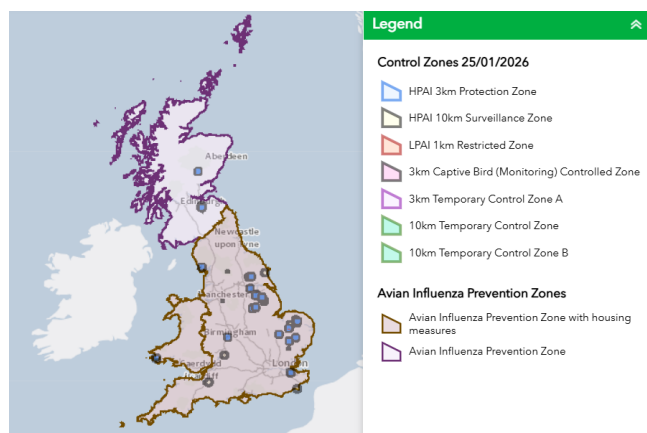 Legend
Control Zones 25/01/2026
HPAI 3km Protection Zone
HPAI 10km Surveillance Zone
LPAI 1km Restricted Zone
3km Captive Bird (Monitoring) Controlled Zone
3km Temporary Control Zone A
10km Temporary Control Zone
10km Temporary Control Zone B
Avian Influenza Prevention Zones
Avian Influenza Prevention Zone with housing
measures
Avian Influenza Prevention Zone
Aberdeen
Edinburgh
Newcastle
upon Tyne
Manchester
Birmingham
Caerdydd
London